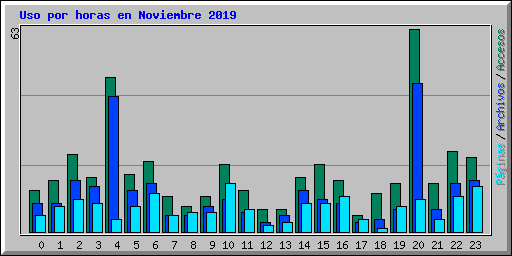 Uso por horas en Noviembre 2019
63
Páginas / Archivos / Accesos
0 1 2 3 4 5 6 7 8 9 10 11 12 13 14 15 16 17 18 19 20 21 22 23